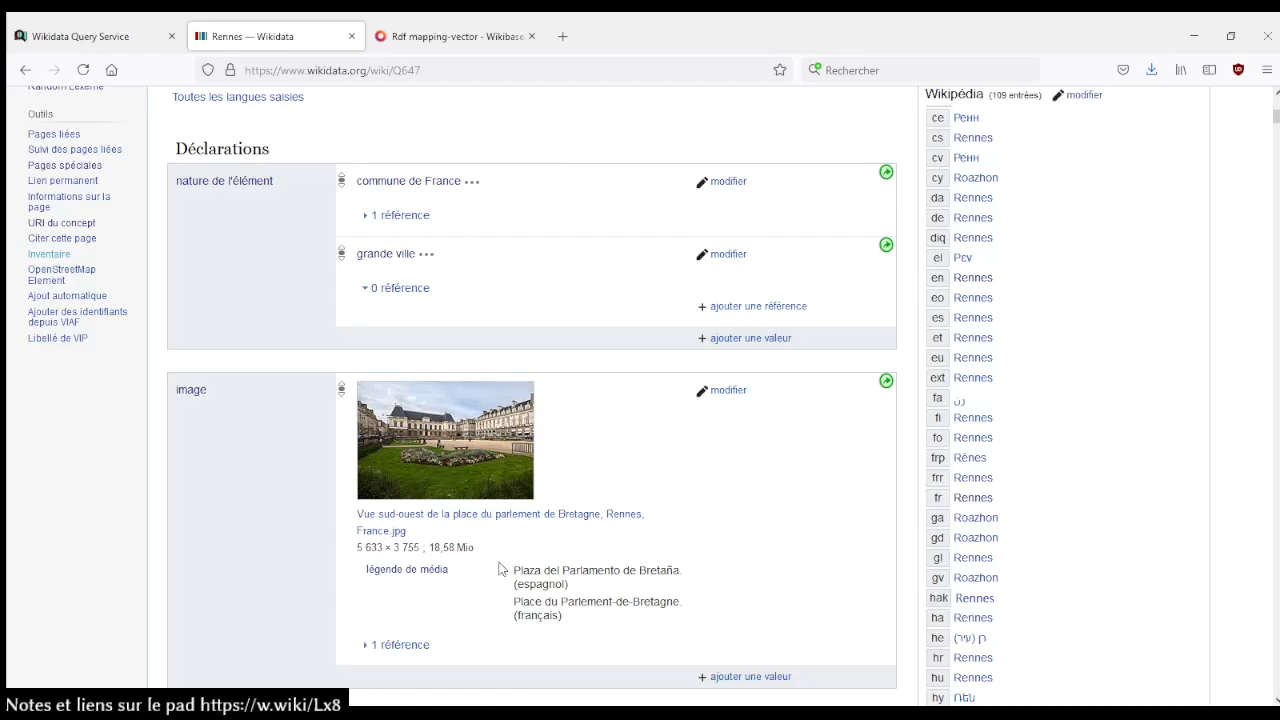 Wikidata Query Service
Rennes — Wikidata
Rdf mapping-vector - Wikibase
https://www.wikidata.org/wiki/Q647
Rechercher
Random Lexeme
Outils
Pages liées
Suivi des pages liées
Pages spéciales
Lien permanent
Informations sur la
page
URI du concept
Citer cette page
Inventaire
OpenStreetMap
Element
Ajout automatique
Ajouter des identifiants
depuis VIAF
Libellé de VIP
Toutes les langues saisies
Déclarations
nature de l'élément
commune de France
modifier
1 référence
grande ville
modifier
0 référence
+ ajouter une référence
+ ajouter une valeur
image
modifier
Vue sud-ouest de la place du parlement de Bretagne, Rennes,
France.jpg
5 633 × 3 755 ; 18,58 Mio
légende de média
Plaza del Parlamento de Bretaña.
(espagnol)
Place du Parlement-de-Bretagne.
(français)
1 référence
+ ajouter une valeur
Wikipédia (109 entrées) modifier
ce Ренн
cs Rennes
cv Ренн
cy Roazhon
da Rennes
de Rennes
diq Rennes
el Ρεν
en Rennes
eo Rennes
es Rennes
et Rennes
eu Rennes
ext Rennes
fa رن
fi Rennes
fo Rennes
frp Rênes
frr Rennes
fr Rennes
ga Roazhon
gd Roazhon
gl Rennes
gv Roazhon
hak Rennes
ha Rennes
he רן (עיר)
hr Rennes
hu Rennes
hy Ռեն
Notes et liens sur le pad https://w.wiki/Lx8